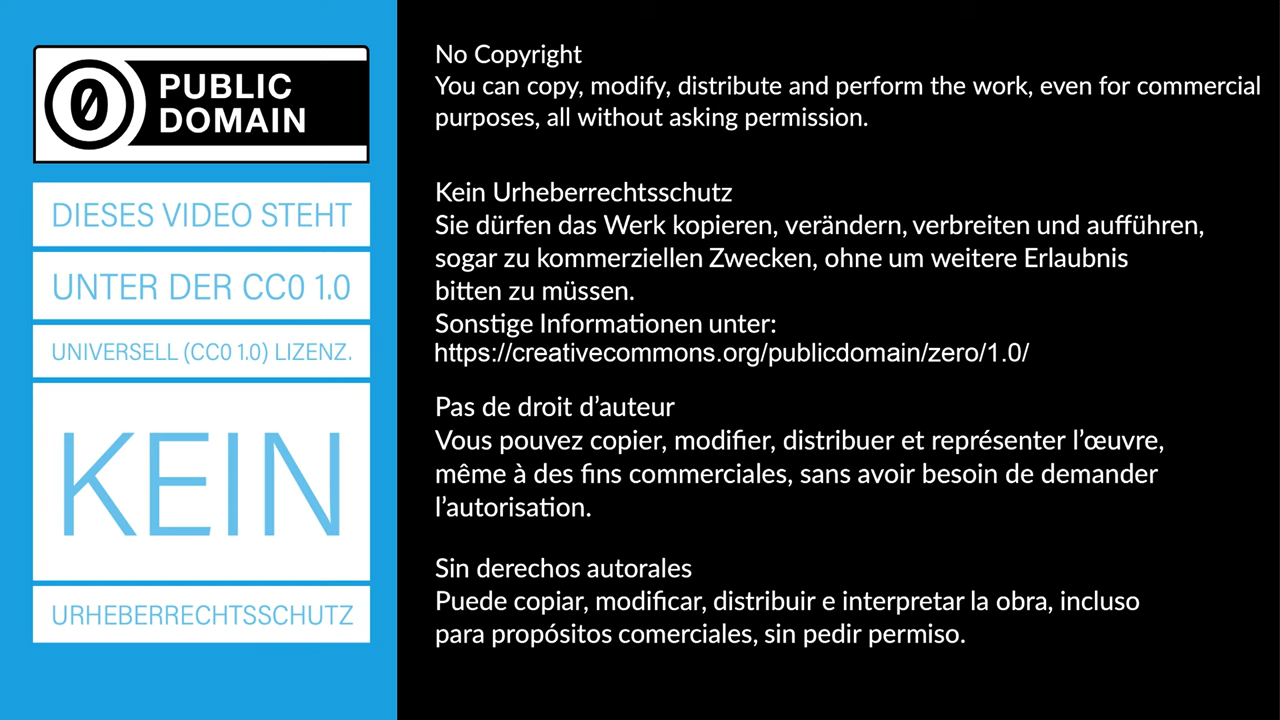 PUBLIC
DOMAIN
DIESES VIDEO STEHT
UNTER DER CC0 1.0
UNIVERSELL (CC0 1.0) LIZENZ.
KEIN
URHEBERRECHTSSCHUTZ
No Copyright
You can copy, modify, distribute and perform the work, even for commercial
purposes, all without asking permission.
Kein Urheberrechtsschutz
Sie dürfen das Werk kopieren, verändern, verbreiten und aufführen,
sogar zu kommerziellen Zwecken, ohne um weitere Erlaubnis
bitten zu müssen.
Sonstige Informationen unter:
https://creativecommons.org/publicdomain/zero/1.0/
Pas de droit d’auteur
Vous pouvez copier, modifier, distribuer et représenter l’œuvre,
même à des fins commerciales, sans avoir besoin de demander
l’autorisation.
Sin derechos autorales
Puede copiar, modificar, distribuir e interpretar la obra, incluso
para propósitos comerciales, sin pedir permiso.